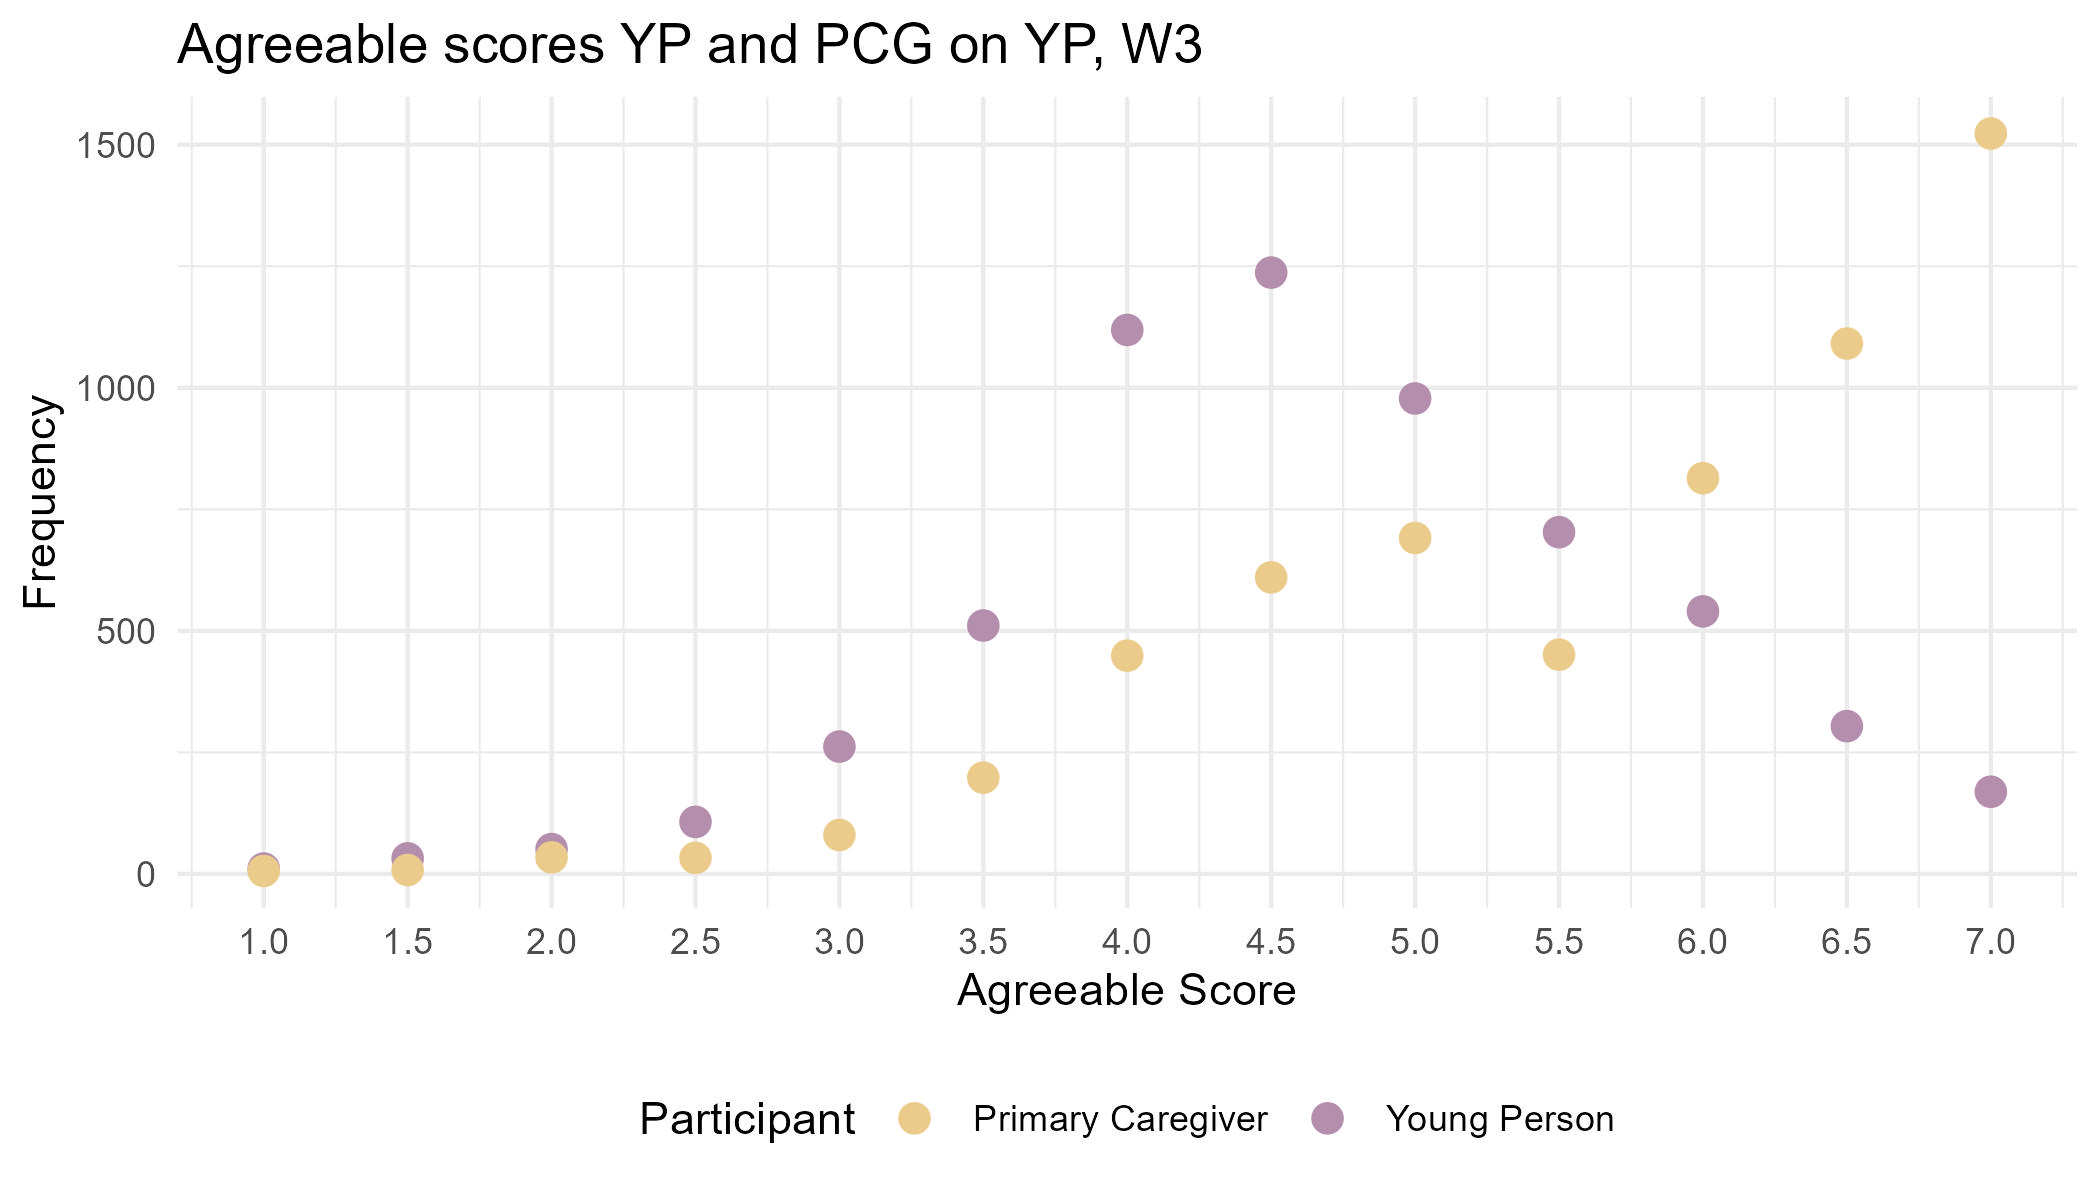 Agreeable scores YP and PCG on YP, W3
1500
1000
500
0
Frequency
1.0 1.5 2.0 2.5 3.0 3.5 4.0 4.5 5.0 5.5 6.0 6.5 7.0
Agreeable Score
Participant Primary Caregiver Young Person